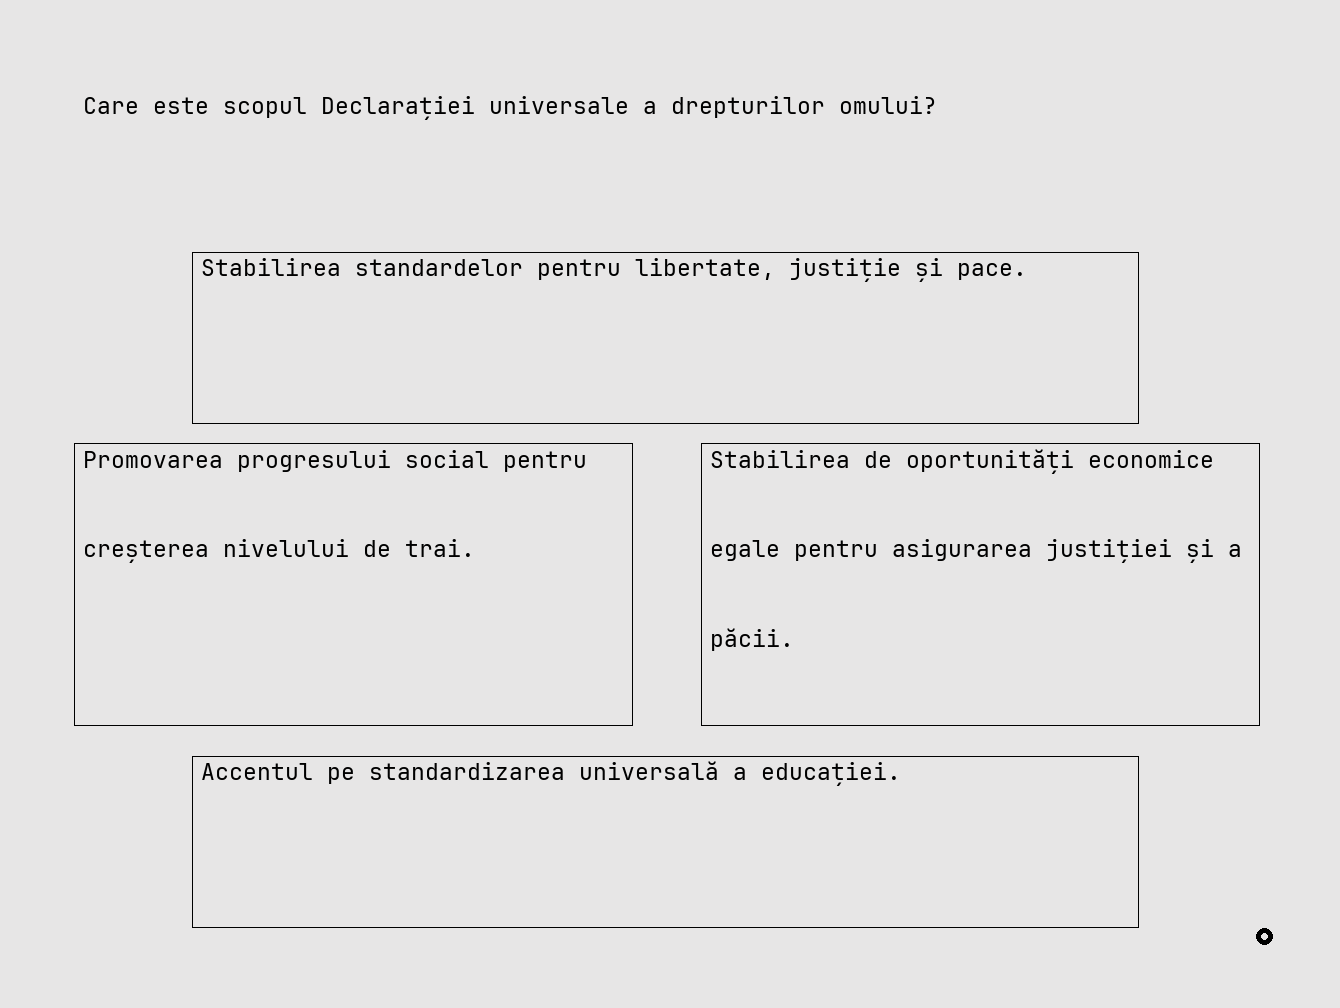 Care este scopul Declarației universale a drepturilor omului?
Stabilirea standardelor pentru libertate, justiție și pace.
Promovarea progresului social pentru
creșterea nivelului de trai.
Stabilirea de oportunități economice
egale pentru asigurarea justiției și a
păcii.
Accentul pe standardizarea universală a educației.